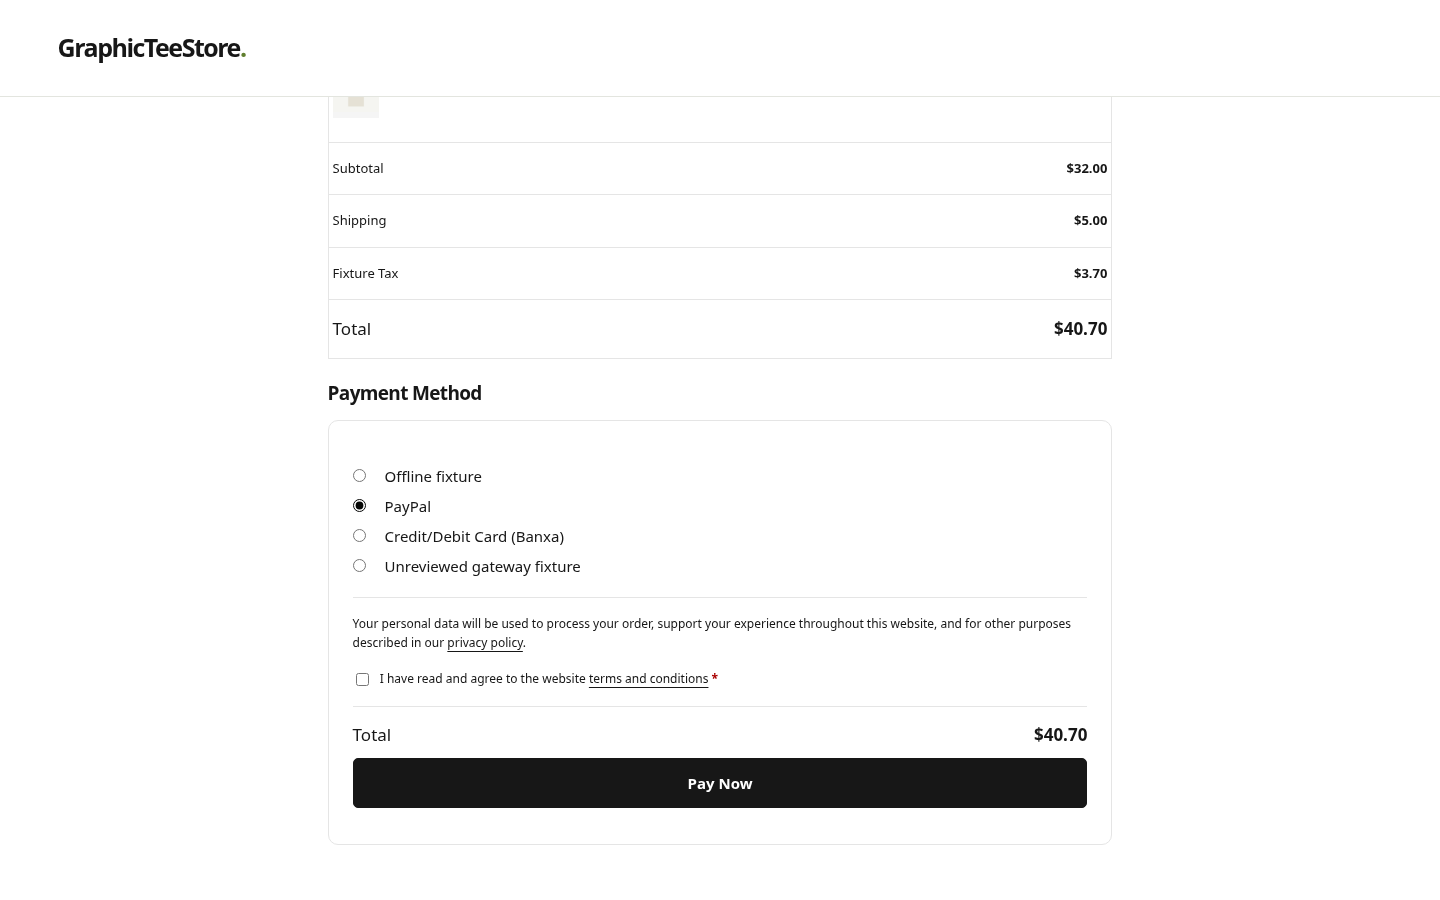 GraphicTeeStore.
Subtotal $32.00
Shipping $5.00
Fixture Tax $3.70
Total $40.70
Payment Method
Offline fixture
PayPal
Credit/Debit Card (Banxa)
Unreviewed gateway fixture
Your personal data will be used to process your order, support your experience throughout this website, and for other purposes
described in our privacy policy.
I have read and agree to the website terms and conditions *
Total $40.70
Pay Now